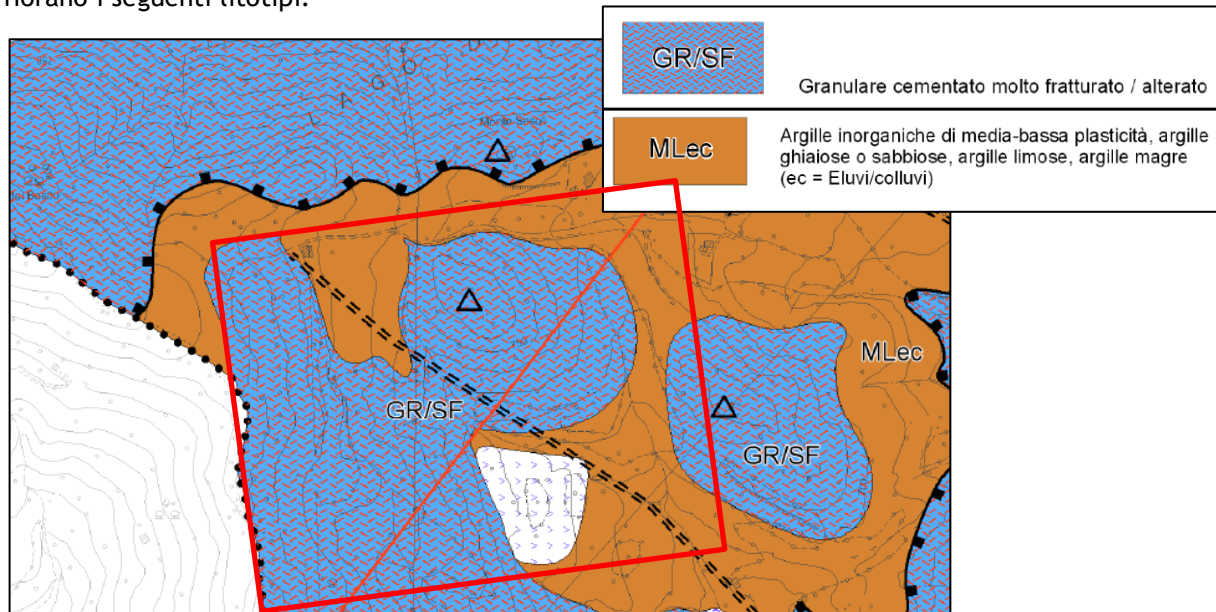 riorano i seguenti litotipi:
GR/SF
Granulare cementato molto fratturato / alterato
MLec
Argille inorganiche di media-bassa plasticità, argille
ghiaiose o sabbiose, argille limose, argille magre
(ec = Eluvi/colluvi)
L A G O D
MLec
GR/SF
GR/SF